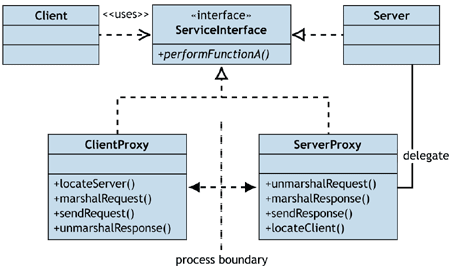 Client
<<uses>>
«interface»
ServiceInterface
+performFunctionA()
Server
ClientProxy
+locateServer()
+marshalRequest()
+sendRequest()
+unmarshalResponse()
ServerProxy
+unmarshalRequest()
+marshalResponse()
+sendResponse()
+locateClient()
delegate
process boundary